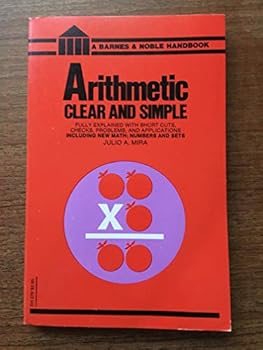 A BARNES & NOBLE HANDBOOK
Arithmetic
CLEAR AND SIMPLE
FULLY EXPLAINED WITH SHORT CUTS,
CHECKS, PROBLEMS, AND APPLICATIONS
INCLUDING NEW MATH; NUMBERS AND SETS
JULIO A. MIRA
X